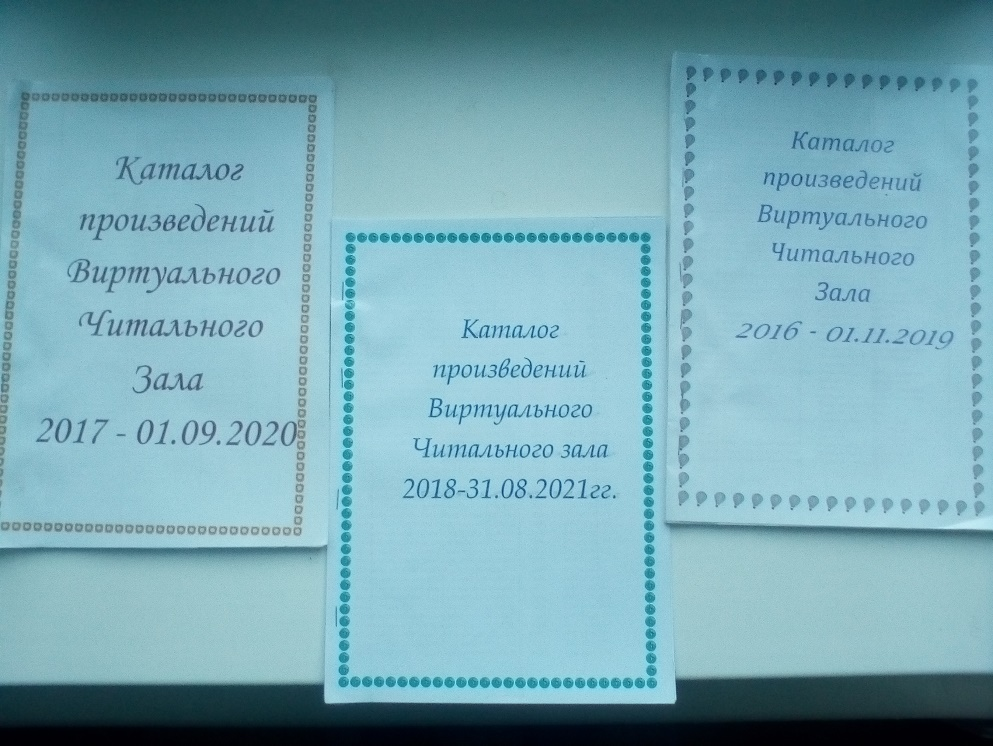 Каталог
произведений
Виртуального
Читального
Зала
2017 - 01.09.2020
Каталог
произведений
Виртуального
Читального зала
2018-31.08.2021гг.
Каталог
произведений
Виртуального
Читального
Зала
2016 - 01.11.2019